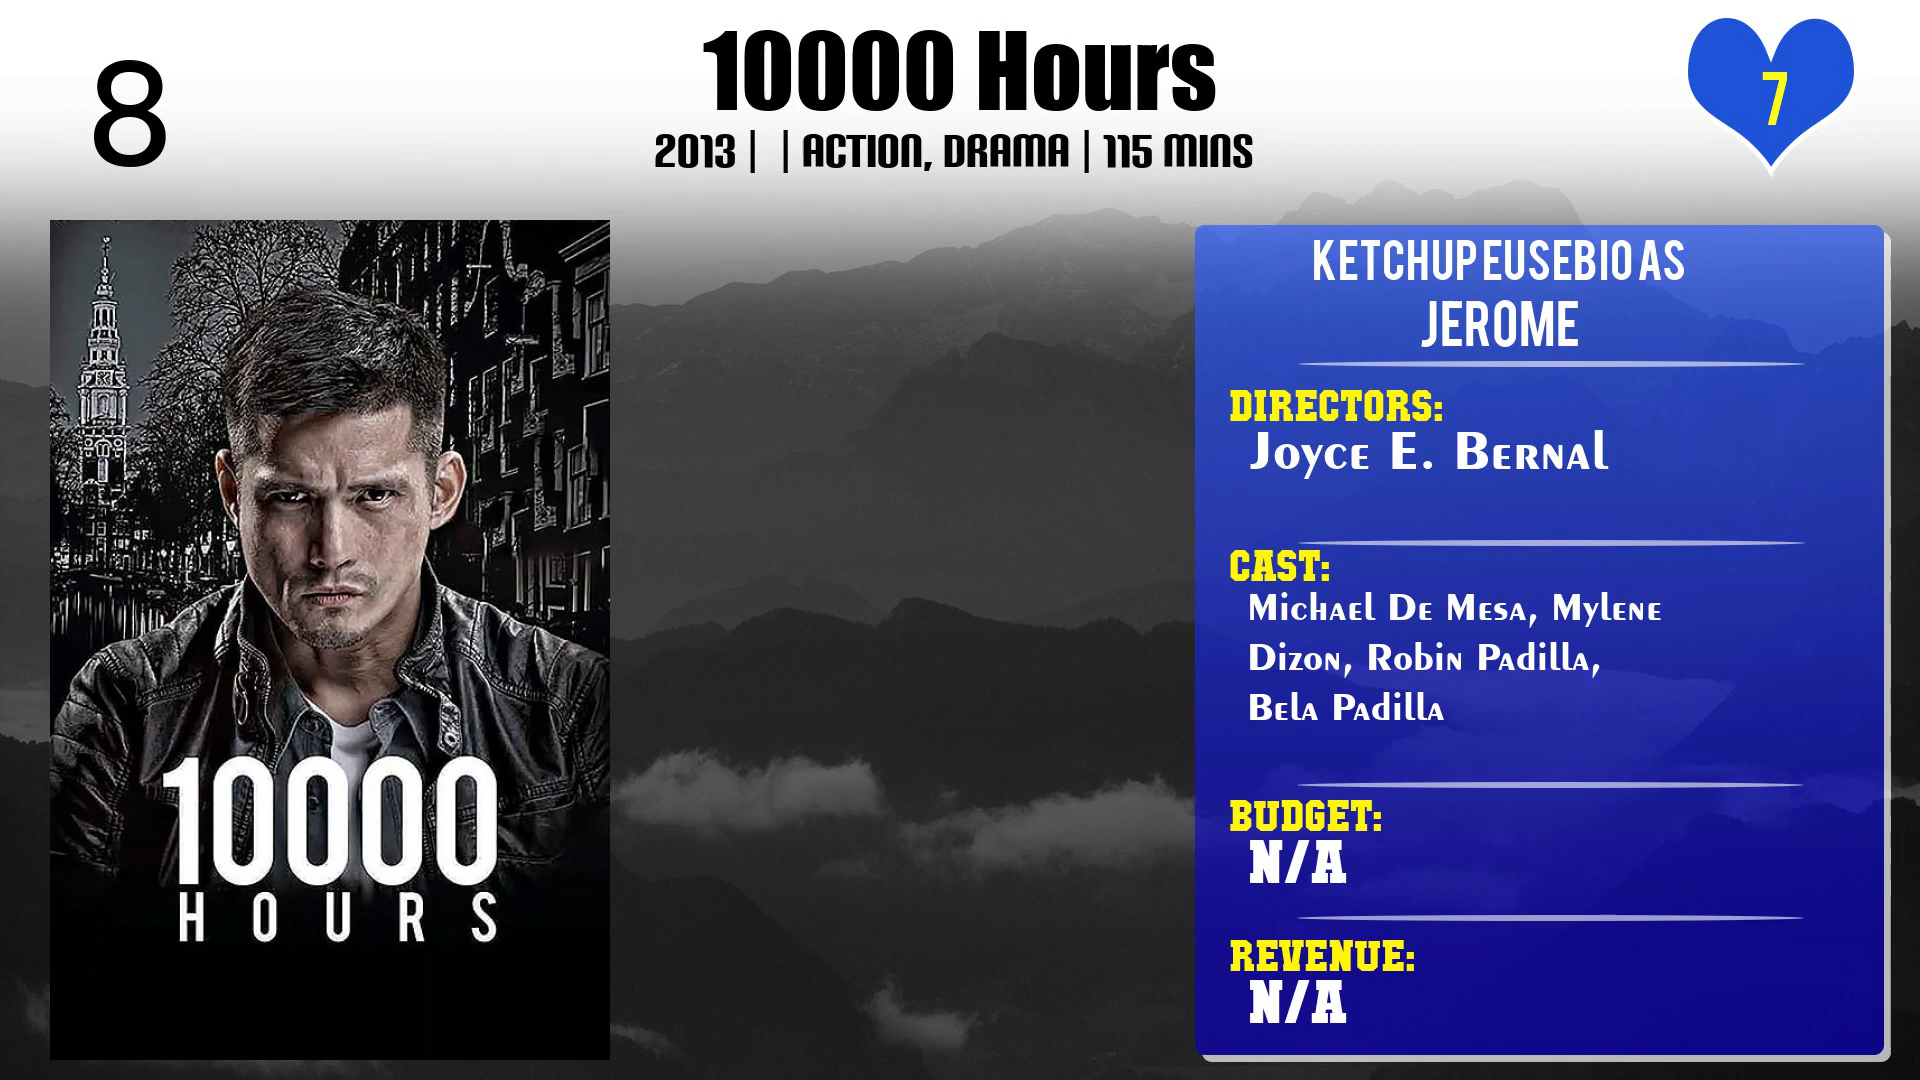 8
10000 Hours
2013 | | ACTION, DRAMA | 115 MINS
7
10000
HOURS
KETCHUP EUSEBIO AS
JEROME
DIRECTORS:
Joyce E. Bernal
CAST:
Michael De Mesa, Mylene
Dizon, Robin Padilla,
Bela Padilla
BUDGET:
N/A
REVENUE:
N/A